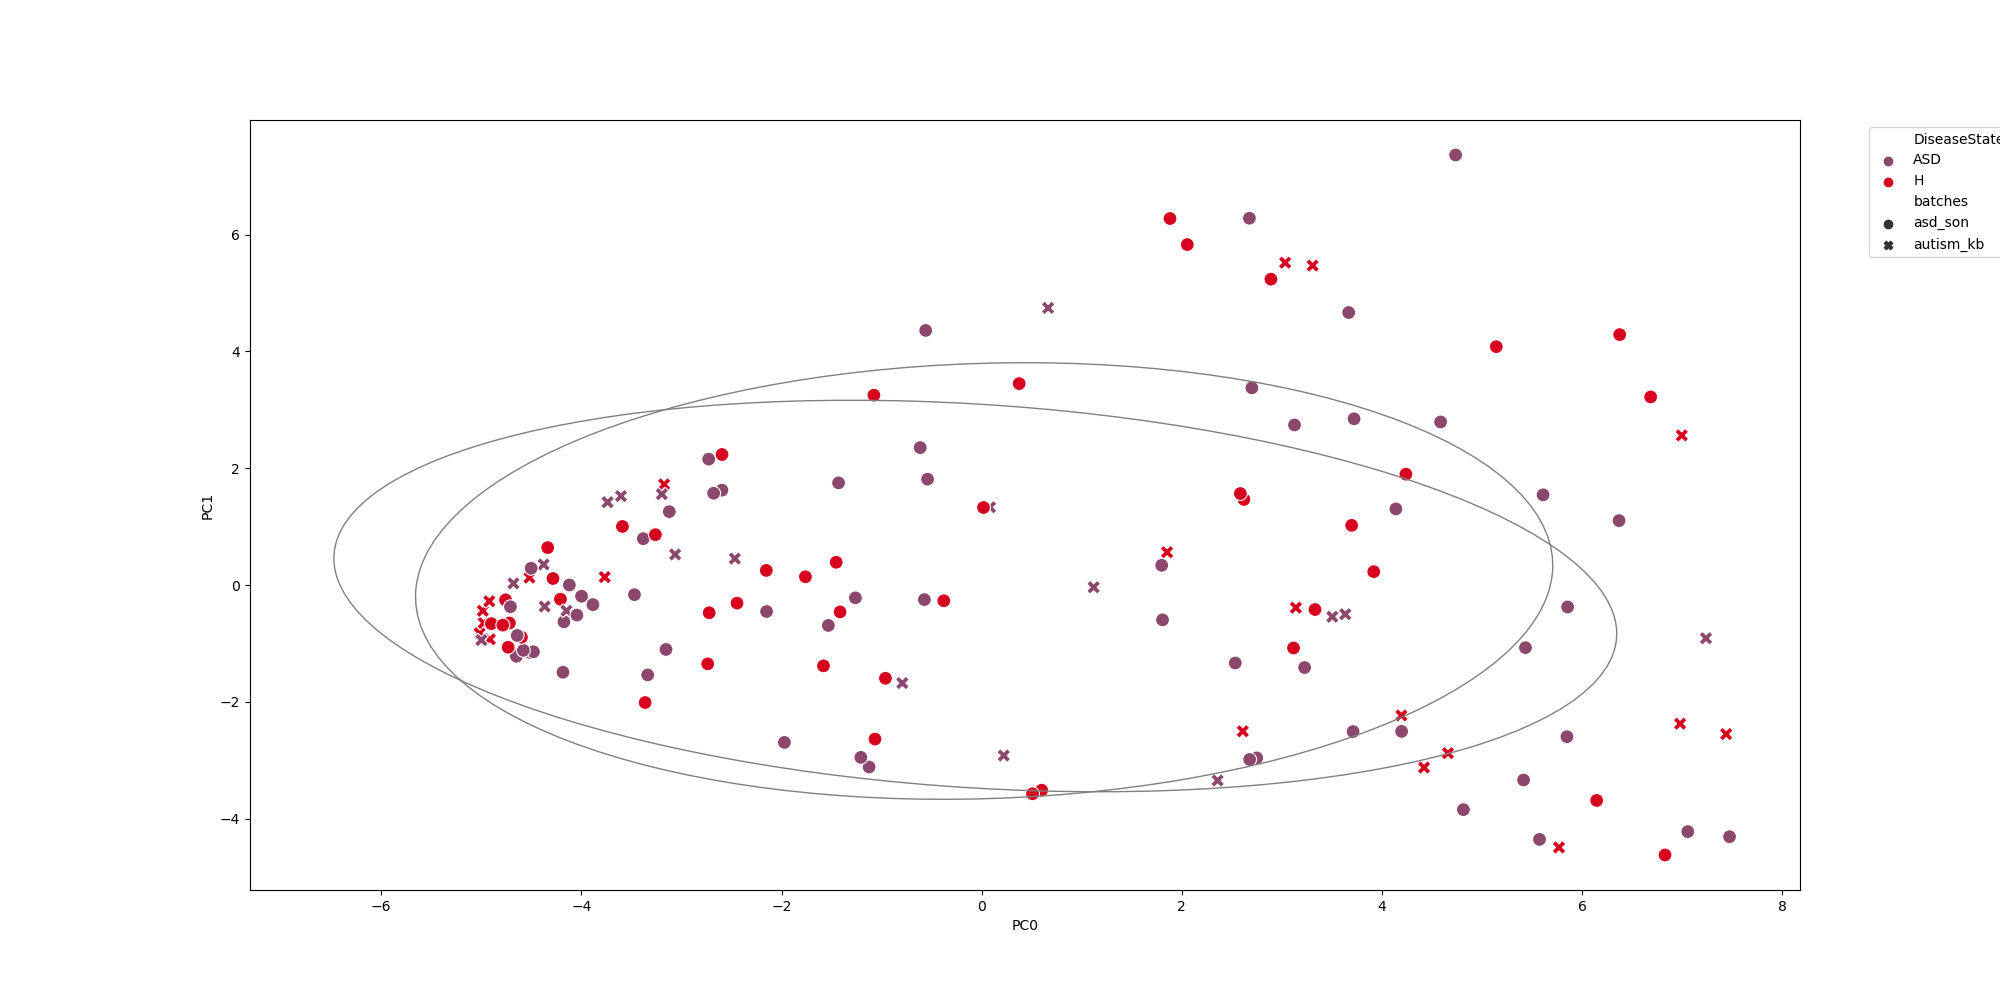 DiseaseState
ASD
H
batches
asd_son
autism_kb
6
4
2
0
−2
−4
PC1
−6
−4
−2
0
2
4
6
8
PC0